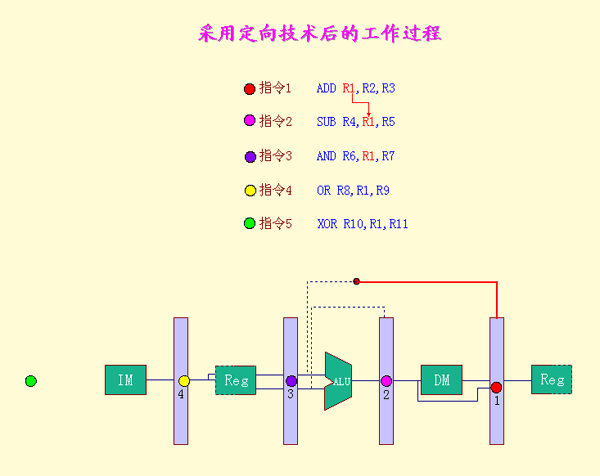 采用定向技术后的工作过程
指令1 ADD R1,R2,R3
指令2 SUB R4,R1,R5
指令3 AND R6,R1,R7
指令4 OR R8,R1,R9
指令5 XOR R10,R1,R11
IM 4 Reg 3 ALU 2 DM 1 Reg